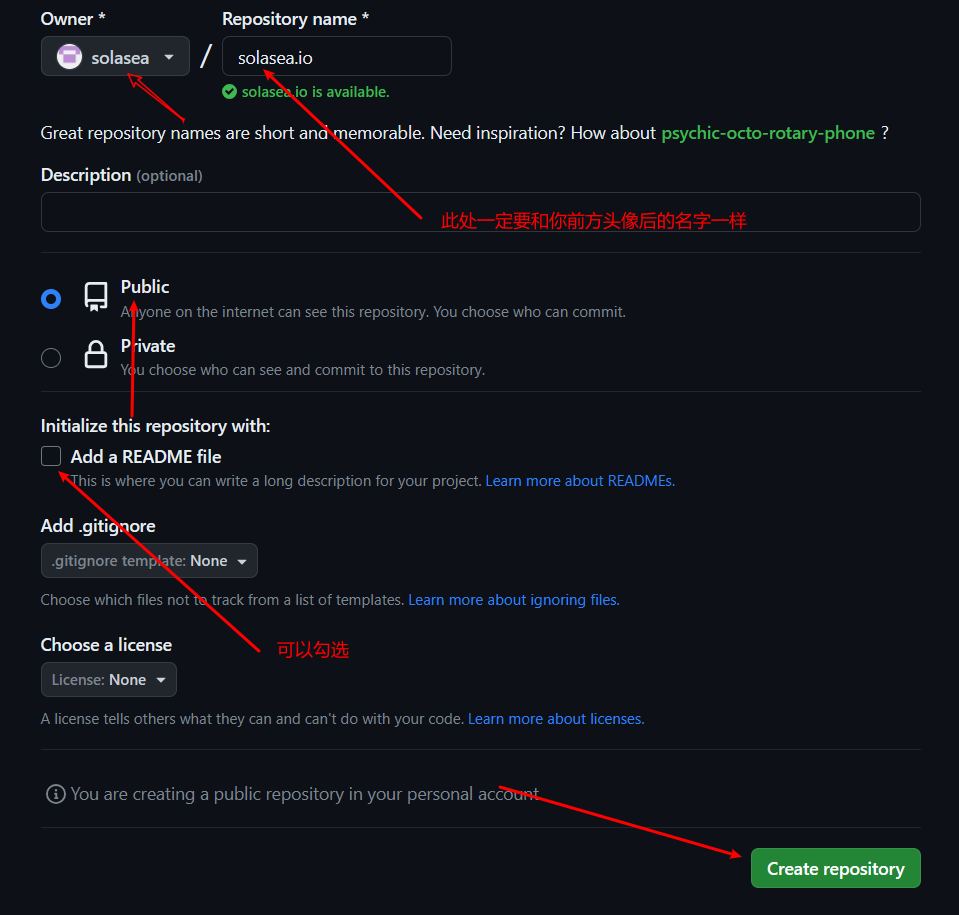 Owner * Repository name *
solasea / solasea.io
solasea.io is available.
Great repository names are short and memorable. Need inspiration? How about psychic-octo-rotary-phone ?
Description (optional)
此处一定要和你前方头像后的名字一样
Public
Anyone on the internet can see this repository. You choose who can commit.
Private
You choose who can see and commit to this repository.
Initialize this repository with:
Add a README file
This is where you can write a long description for your project. Learn more about READMEs.
Add .gitignore
.gitignore template: None
Choose which files not to track from a list of templates. Learn more about ignoring files.
Choose a license
可以勾选
License: None
A license tells others what they can and can't do with your code. Learn more about licenses.
You are creating a public repository in your personal account.
Create repository